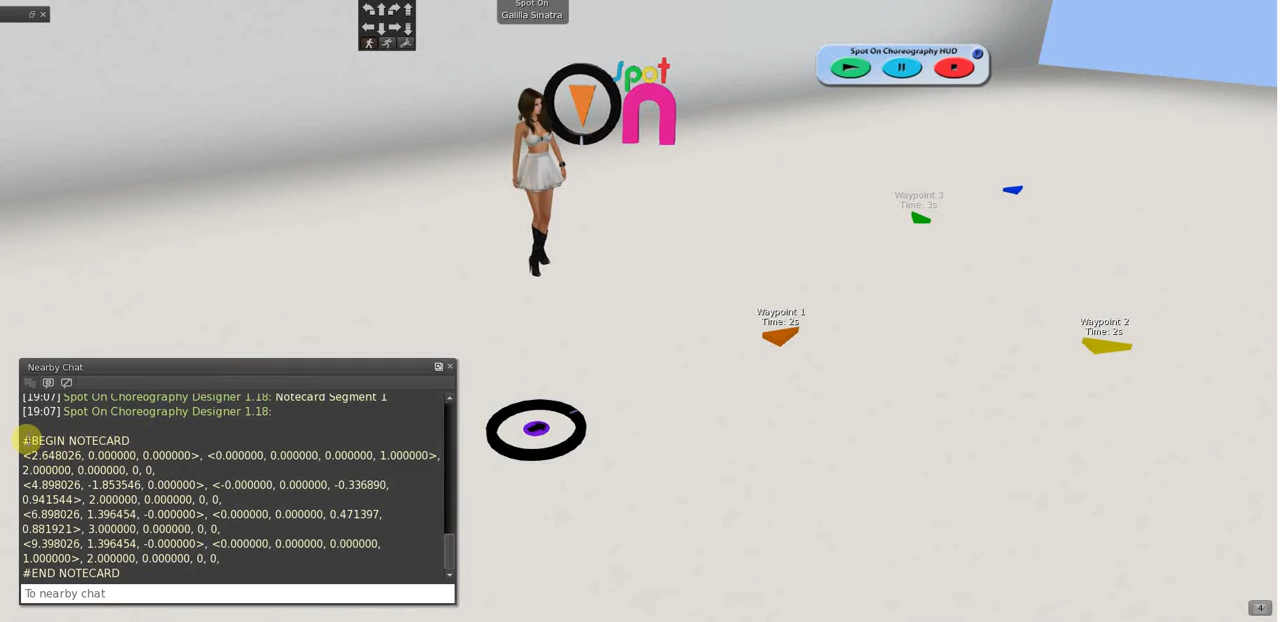 Spot On
Galilla Sinatra
Spot On Choreography HUD
spot
On
Waypoint 3
Time: 3s
Waypoint 1
Time: 2s
Waypoint 2
Time: 2s
Nearby Chat
[19:07] Spot On Choreography Designer 1.18: Notecard Segment 1
[19:07] Spot On Choreography Designer 1.18:
#BEGIN NOTECARD
<2.648026, 0.000000, 0.000000>, <0.000000, 0.000000, 0.000000, 1.000000>,
2.000000, 0.000000, 0, 0,
<4.898026, -1.853546, 0.000000>, <-0.000000, 0.000000, -0.336890,
0.941544>, 2.000000, 0.000000, 0, 0,
<6.898026, 1.396454, -0.000000>, <0.000000, 0.000000, 0.471397,
0.881921>, 3.000000, 0.000000, 0, 0,
<9.398026, 1.396454, -0.000000>, <0.000000, 0.000000, 0.000000,
1.000000>, 2.000000, 0.000000, 0, 0,
#END NOTECARD
To nearby chat
4